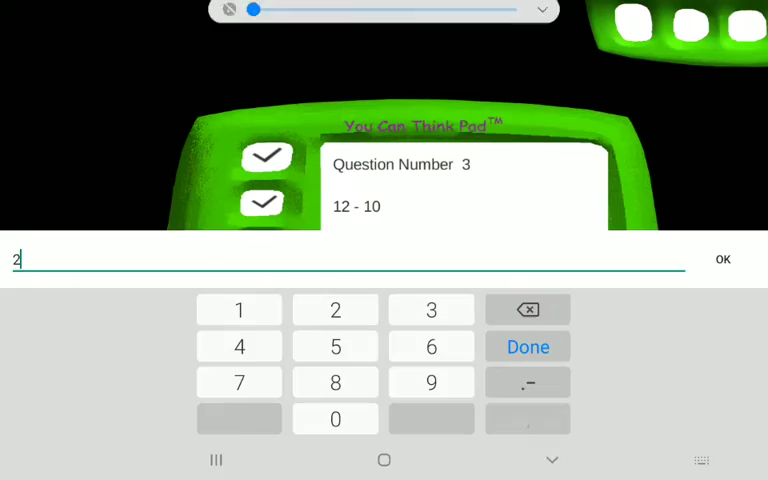 You Can Think Pad™
Question Number 3
12 - 10
2
OK
1 2 3
4 5 6 Done
7 8 9 .-
0 ,